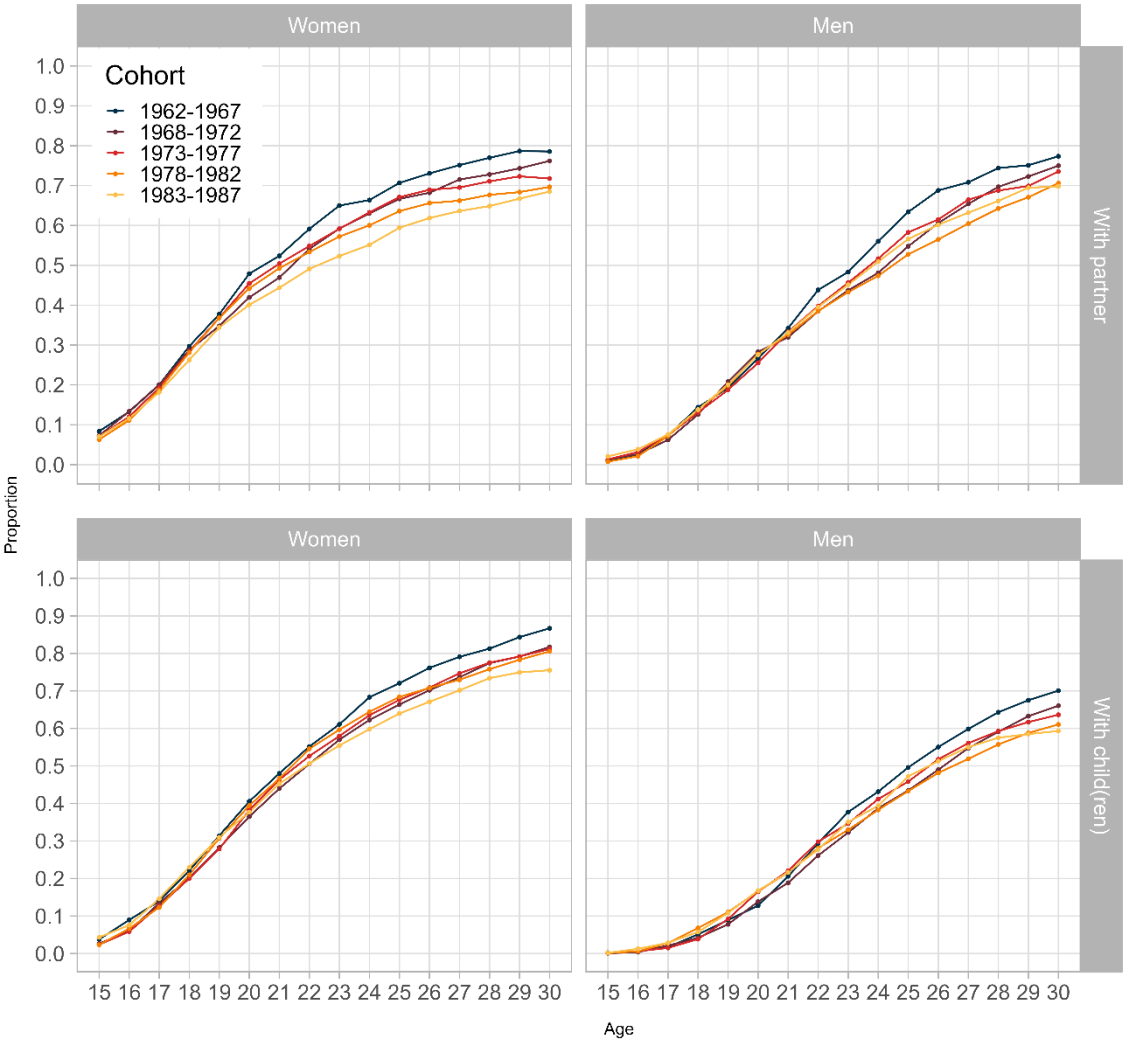 Women
Men
Cohort
1962-1967
1968-1972
1973-1977
1978-1982
1983-1987
1.0
0.9
0.8
0.7
0.6
0.5
0.4
0.3
0.2
0.1
0.0
With partner
Proportion
Women
Men
1.0
0.9
0.8
0.7
0.6
0.5
0.4
0.3
0.2
0.1
0.0
With child(ren)
15 16 17 18 19 20 21 22 23 24 25 26 27 28 29 30
15 16 17 18 19 20 21 22 23 24 25 26 27 28 29 30
Age